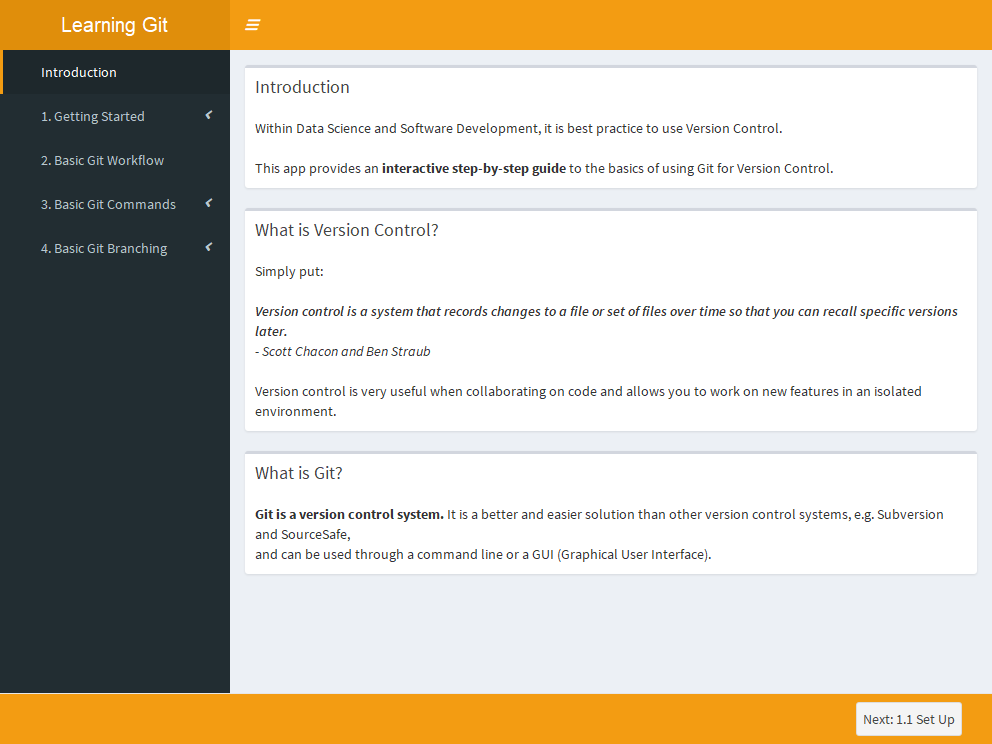 Learning Git
Introduction
1. Getting Started
2. Basic Git Workflow
3. Basic Git Commands
4. Basic Git Branching
Introduction
Within Data Science and Software Development, it is best practice to use Version Control.
This app provides an interactive step-by-step guide to the basics of using Git for Version Control.
What is Version Control?
Simply put:
Version control is a system that records changes to a file or set of files over time so that you can recall specific versions
later.
- Scott Chacon and Ben Straub
Version control is very useful when collaborating on code and allows you to work on new features in an isolated
environment.
What is Git?
Git is a version control system. It is a better and easier solution than other version control systems, e.g. Subversion
and SourceSafe,
and can be used through a command line or a GUI (Graphical User Interface).
Next: 1.1 Set Up